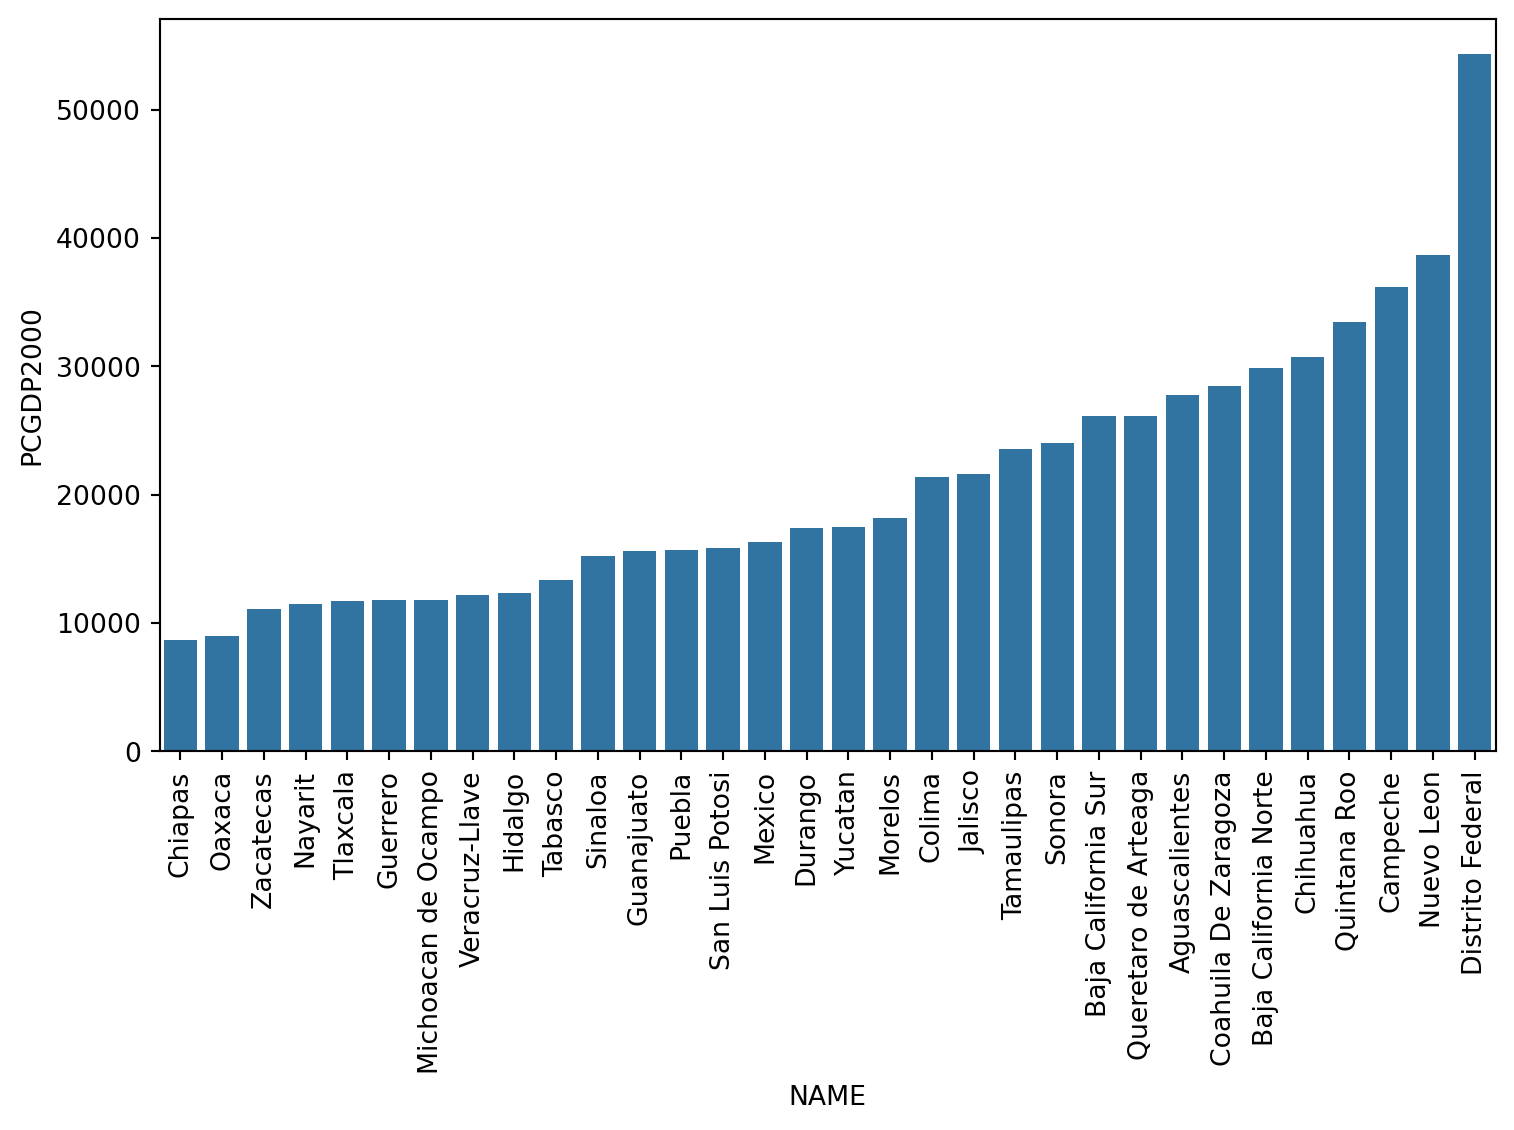 50000
40000
30000
20000
10000
0
PCGDP2000
Chiapas
Oaxaca
Zacatecas
Nayarit
Tlaxcala
Guerrero
Michoacan de Ocampo
Veracruz-Llave
Hidalgo
Tabasco
Sinaloa
Guanajuato
Puebla
San Luis Potosi
Mexico
Durango
Yucatan
Morelos
Colima
Jalisco
Tamaulipas
Sonora
Baja California Sur
Queretaro de Arteaga
Aguascalientes
Coahuila De Zaragoza
Baja California Norte
Chihuahua
Quintana Roo
Campeche
Nuevo Leon
Distrito Federal
NAME